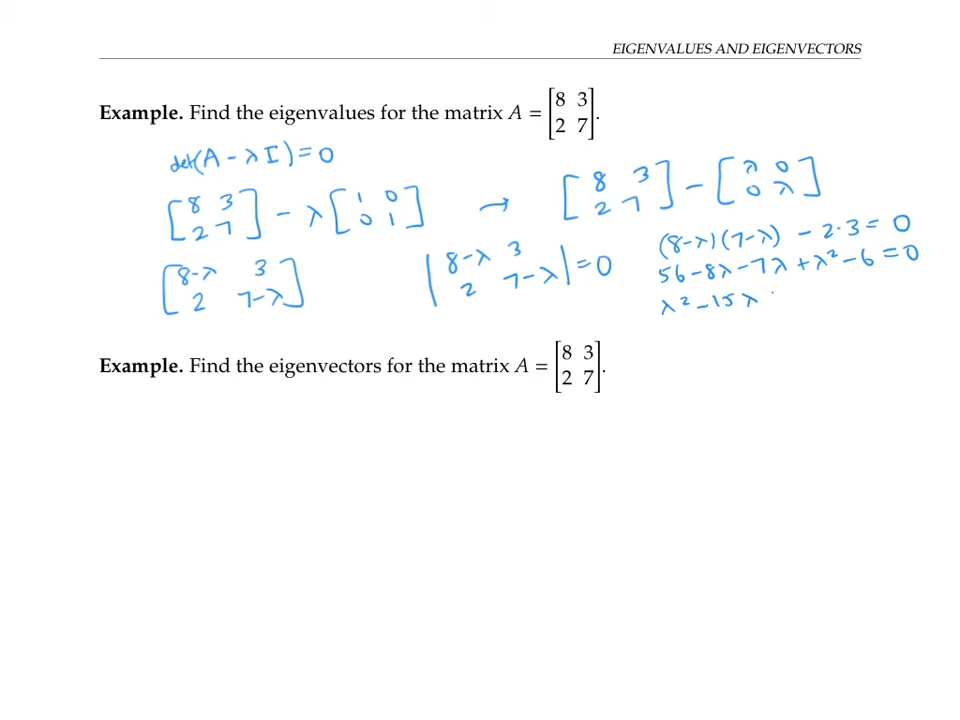 EIGENVALUES AND EIGENVECTORS
Example. Find the eigenvalues for the matrix A = [8 3; 2 7].
det(A - λI) = 0
[8 3; 2 7] - λ[1 0; 0 1] → [8 3; 2 7] - [λ 0; 0 λ]
(8-λ)(7-λ) - 2·3 = 0
[8-λ 3; 2 7-λ] |8-λ 3; 2 7-λ| = 0
56 - 8λ - 7λ + λ² - 6 = 0
λ² - 15λ
Example. Find the eigenvectors for the matrix A = [8 3; 2 7].